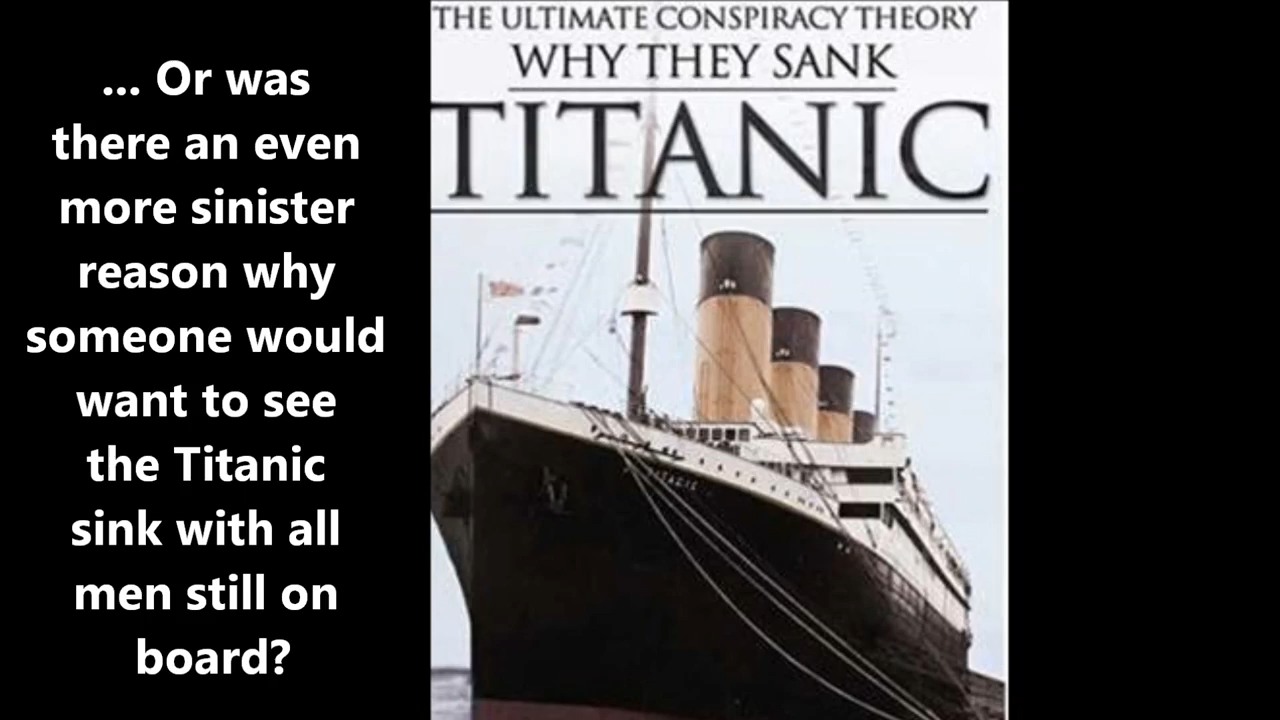 ... Or was
there an even
more sinister
reason why
someone would
want to see
the Titanic
sink with all
men still on
board?
THE ULTIMATE CONSPIRACY THEORY
WHY THEY SANK
TITANIC
TITANIC